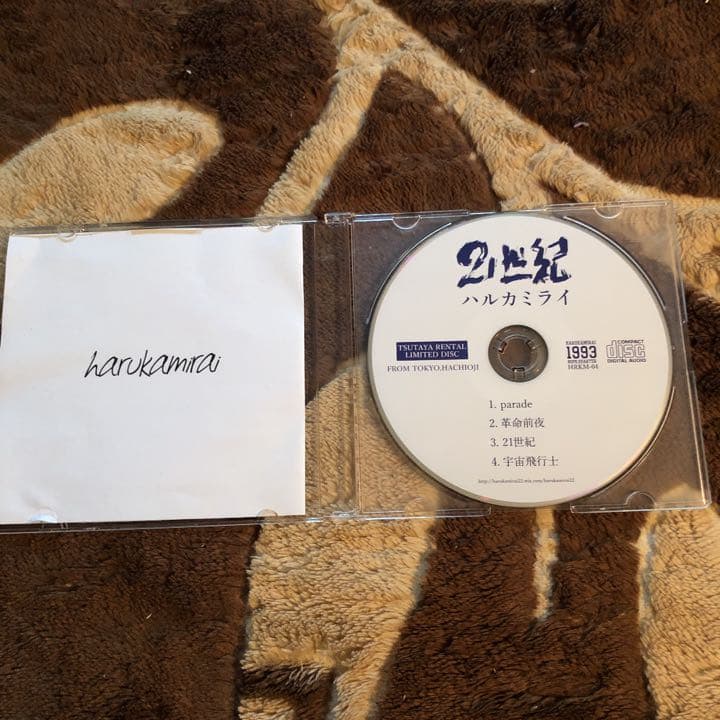 harukamirai
21世紀
ハルカミライ
TSUTAYA RENTAL
LIMITED DISC
FROM TOKYO,HACHIOJI
HARUKAMIRAI
1993
HRKM-04
COMPACT
disc
DIGITAL AUDIO
1. parade
2. 革命前夜
3. 21世紀
4. 宇宙飛行士